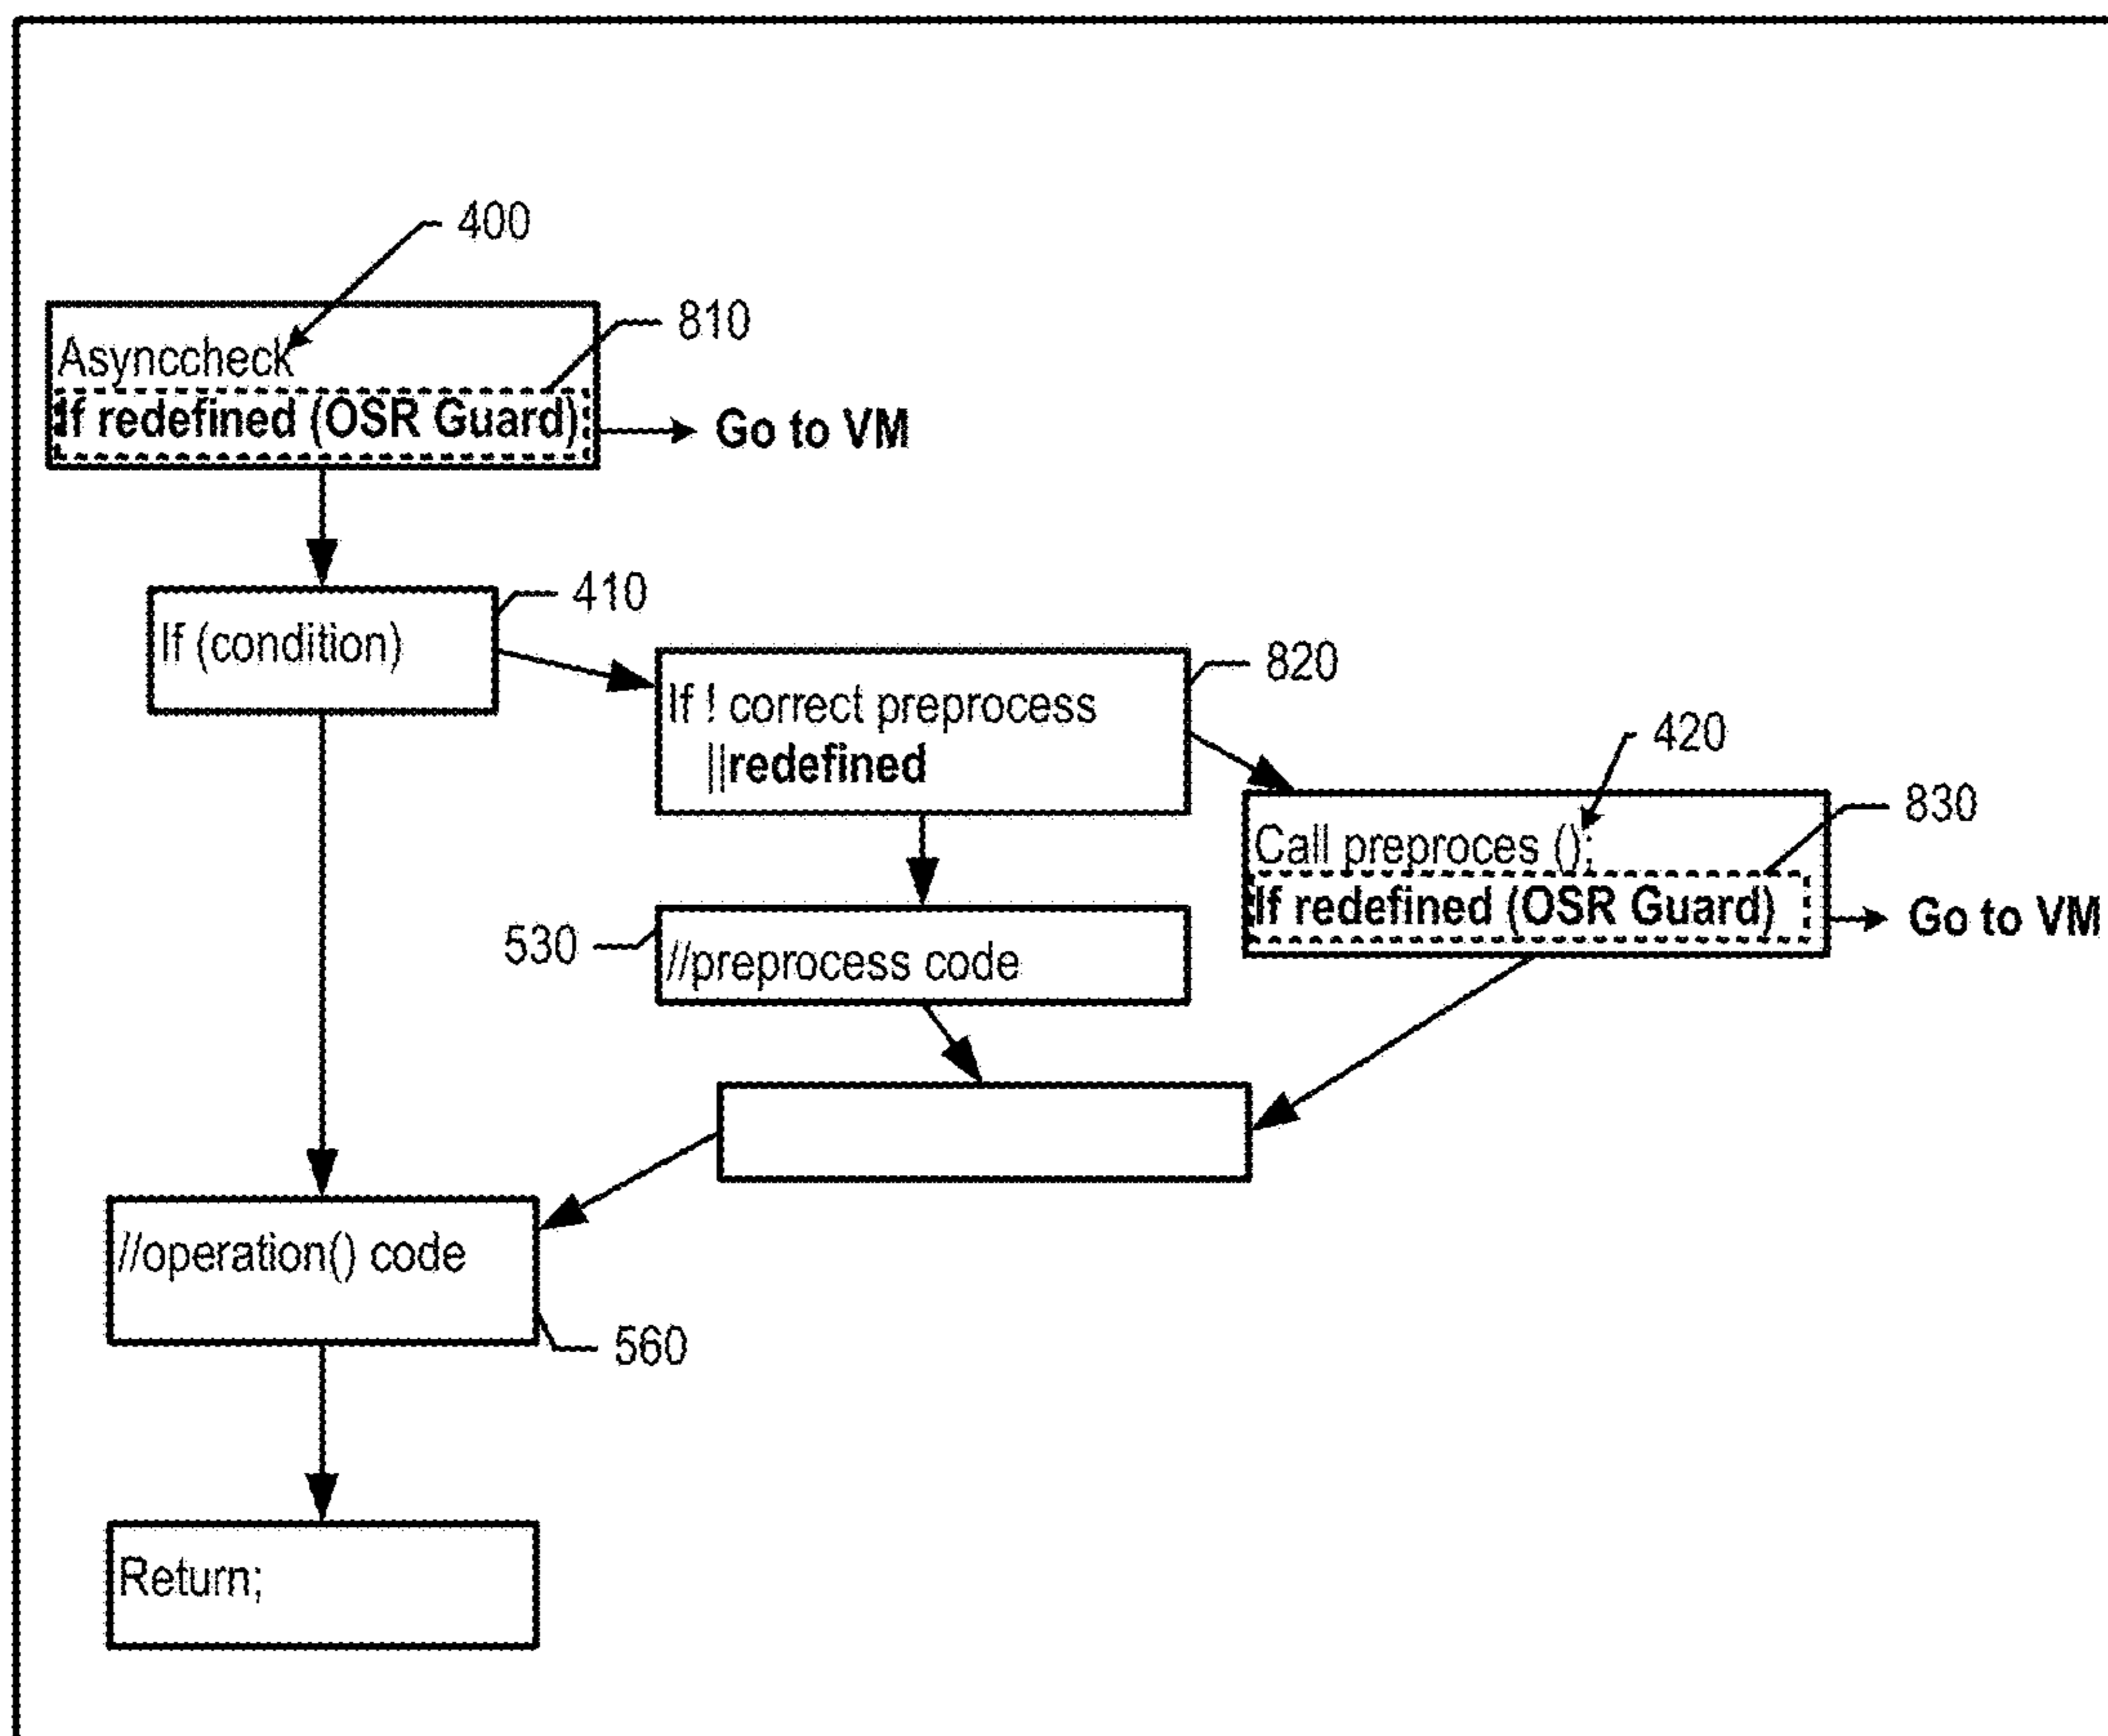 400
810
Asynccheck
If redefined (OSR Guard)
Go to VM
410
If (condition)
820
If ! correct preprocess
||redefined
420
830
Call preproces ();
If redefined (OSR Guard)
Go to VM
530
//preprocess code
//operation() code
560
Return;